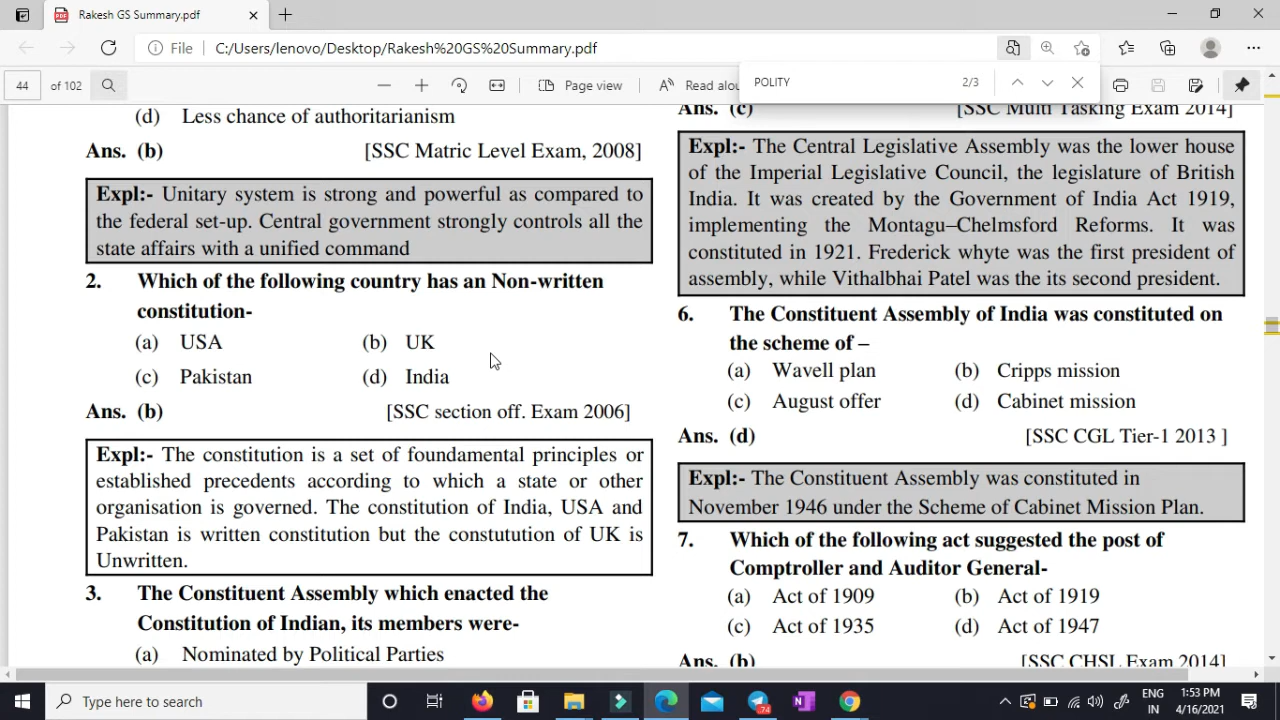 Rakesh GS Summary.pdf
File
C:/Users/lenovo/Desktop/Rakesh%20GS%20Summary.pdf
44 of 102
Page view
Read alou
POLITY
2/3
(d) Less chance of authoritarianism
Ans. (b) [SSC Matric Level Exam, 2008]
Expl:- Unitary system is strong and powerful as compared to
the federal set-up. Central government strongly controls all the
state affairs with a unified command
2. Which of the following country has an Non-written
constitution-
(a) USA (b) UK
(c) Pakistan (d) India
Ans. (b) [SSC section off. Exam 2006]
Expl:- The constitution is a set of foundamental principles or
established precedents according to which a state or other
organisation is governed. The constitution of India, USA and
Pakistan is written constitution but the constutution of UK is
Unwritten.
3. The Constituent Assembly which enacted the
Constitution of Indian, its members were-
(a) Nominated by Political Parties
Ans. (c) [SSC Multi Tasking Exam 2014]
Expl:- The Central Legislative Assembly was the lower house
of the Imperial Legislative Council, the legislature of British
India. It was created by the Government of India Act 1919,
implementing the Montagu–Chelmsford Reforms. It was
constituted in 1921. Frederick whyte was the first president of
assembly, while Vithalbhai Patel was the its second president.
6. The Constituent Assembly of India was constituted on
the scheme of –
(a) Wavell plan (b) Cripps mission
(c) August offer (d) Cabinet mission
Ans. (d) [SSC CGL Tier-1 2013 ]
Expl:- The Constituent Assembly was constituted in
November 1946 under the Scheme of Cabinet Mission Plan.
7. Which of the following act suggested the post of
Comptroller and Auditor General-
(a) Act of 1909 (b) Act of 1919
(c) Act of 1935 (d) Act of 1947
Ans. (b) [SSC CHSL Exam 2014]
Type here to search
74
ENG
IN
1:53 PM
4/16/2021